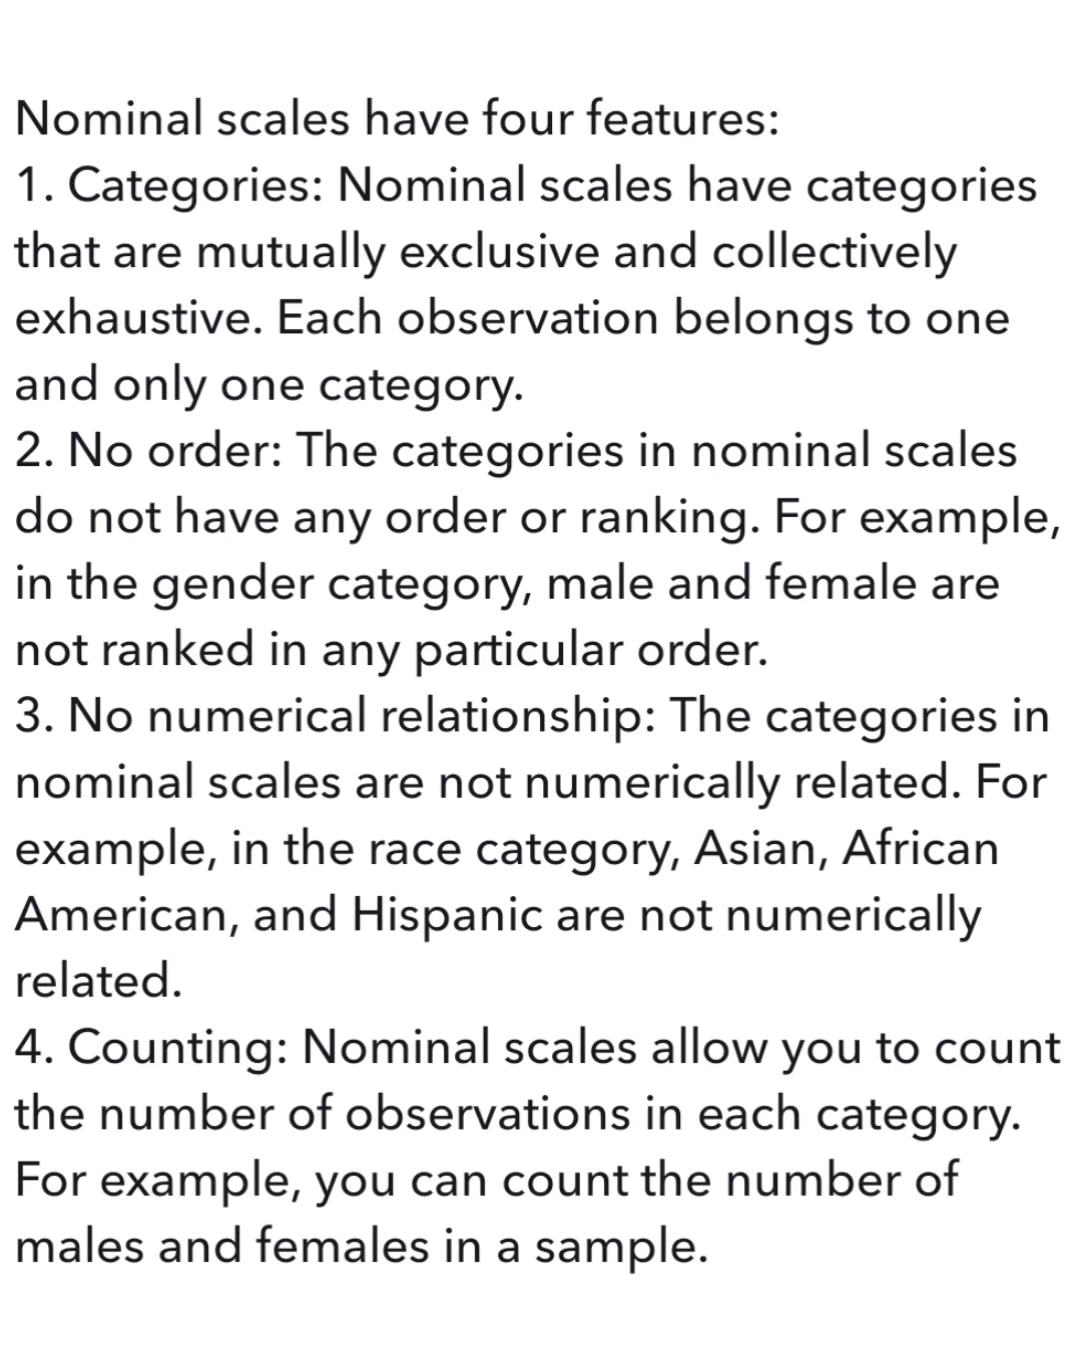 Nominal scales have four features:
1. Categories: Nominal scales have categories
that are mutually exclusive and collectively
exhaustive. Each observation belongs to one
and only one category.
2. No order: The categories in nominal scales
do not have any order or ranking. For example,
in the gender category, male and female are
not ranked in any particular order.
3. No numerical relationship: The categories in
nominal scales are not numerically related. For
example, in the race category, Asian, African
American, and Hispanic are not numerically
related.
4. Counting: Nominal scales allow you to count
the number of observations in each category.
For example, you can count the number of
males and females in a sample.